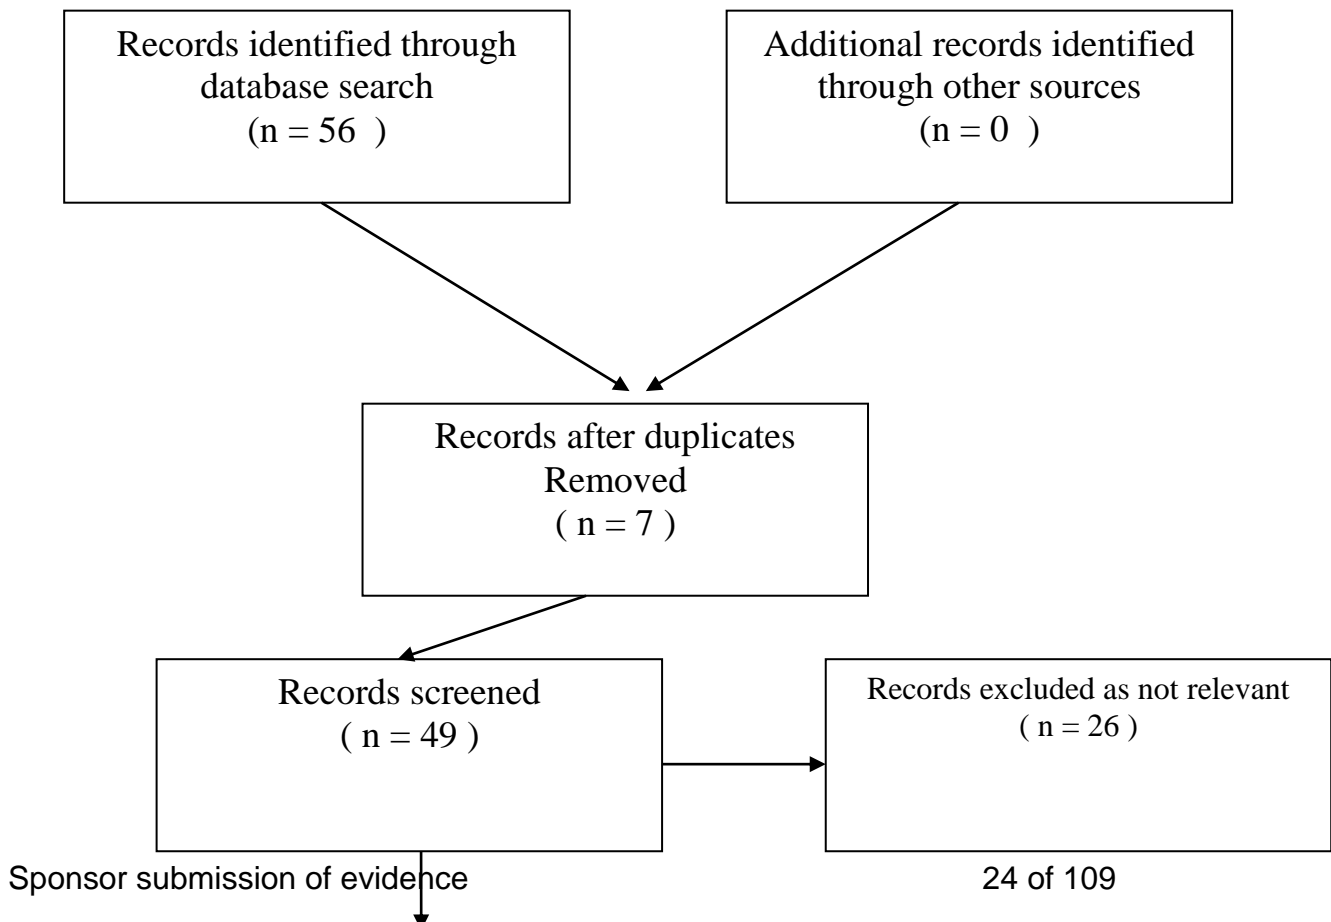 Records identified through
database search
(n = 56 )
Additional records identified
through other sources
(n = 0 )
Records after duplicates
Removed
( n = 7 )
Records screened
( n = 49 )
Records excluded as not relevant
( n = 26 )
Sponsor submission of evidence
24 of 109